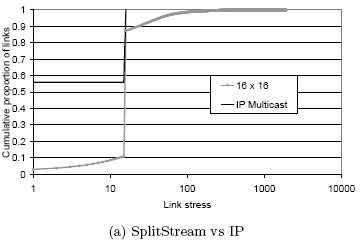 1
0.9
0.8
0.7
0.6
0.5
0.4
0.3
0.2
0.1
0
Cumulative proportion of links
16 x 16
IP Multicast
1 10 100 1000 10000
Link stress
(a) SplitStream vs IP